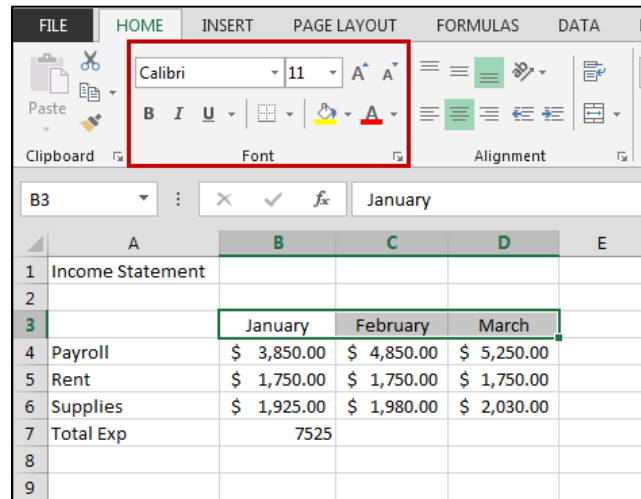 FILE HOME INSERT PAGE LAYOUT FORMULAS DATA
Calibri 11 A A
Paste B I U A
Clipboard Font Alignment
B3 fx January
A B C D E
1 Income Statement
2
3 January February March
4 Payroll $ 3,850.00 $ 4,850.00 $ 5,250.00
5 Rent $ 1,750.00 $ 1,750.00 $ 1,750.00
6 Supplies $ 1,925.00 $ 1,980.00 $ 2,030.00
7 Total Exp 7525
8
9